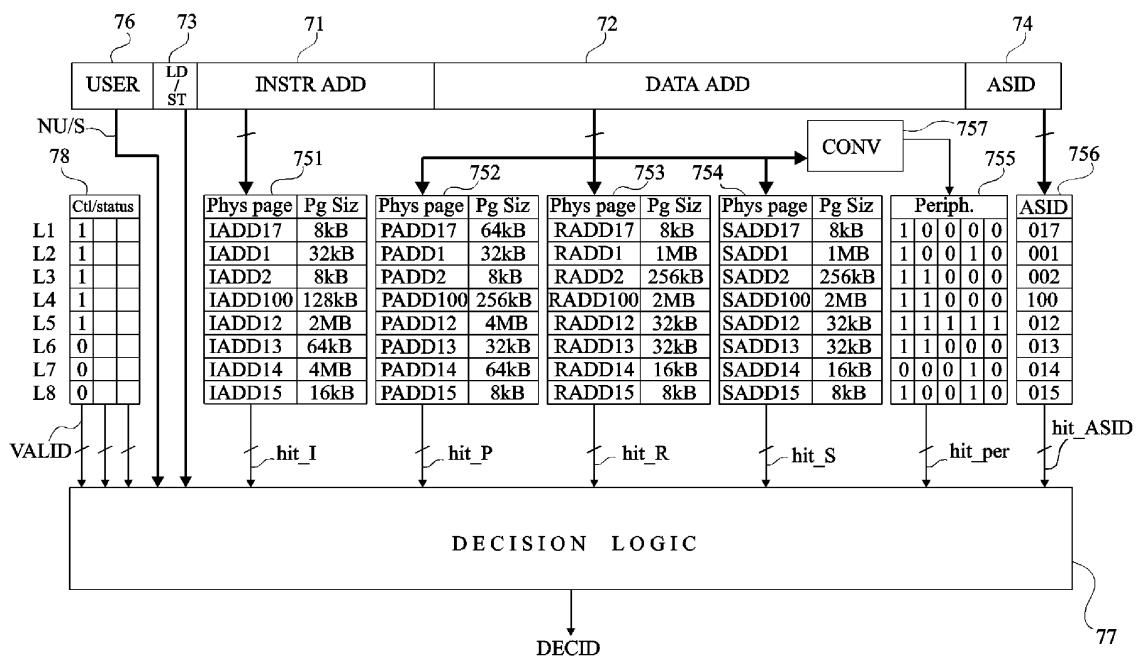 76 73 71 72 74
USER LD / ST INSTR ADD DATA ADD ASID
NU/S
CONV 757
78 751 752 753 754 755 756
Ctl/status Phys page Pg Siz Phys page Pg Siz Phys page Pg Siz Phys page Pg Siz Periph. ASID
L1 1 IADD17 8kB PADD17 64kB RADD17 8kB SADD17 8kB 1 0 0 0 0 017
L2 1 IADD1 32kB PADD1 32kB RADD1 1MB SADD1 1MB 1 0 0 1 0 001
L3 1 IADD2 8kB PADD2 8kB RADD2 256kB SADD2 256kB 1 0 0 0 0 002
L4 1 IADD100 128kB PADD100 256kB RADD100 2MB SADD100 2MB 1 1 0 0 0 100
L5 1 IADD12 2MB PADD12 4MB RADD12 32kB SADD12 32kB 1 1 1 1 1 012
L6 0 IADD13 64kB PADD13 32kB RADD13 32kB SADD13 32kB 1 1 0 0 0 013
L7 0 IADD14 4MB PADD14 64kB RADD14 16kB SADD14 16kB 0 0 0 1 0 014
L8 0 IADD15 16kB PADD15 8kB RADD15 8kB SADD15 8kB 1 0 0 1 0 015
VALID hit_I hit_P hit_R hit_S hit_per hit_ASID
DECISION LOGIC
77
DECID